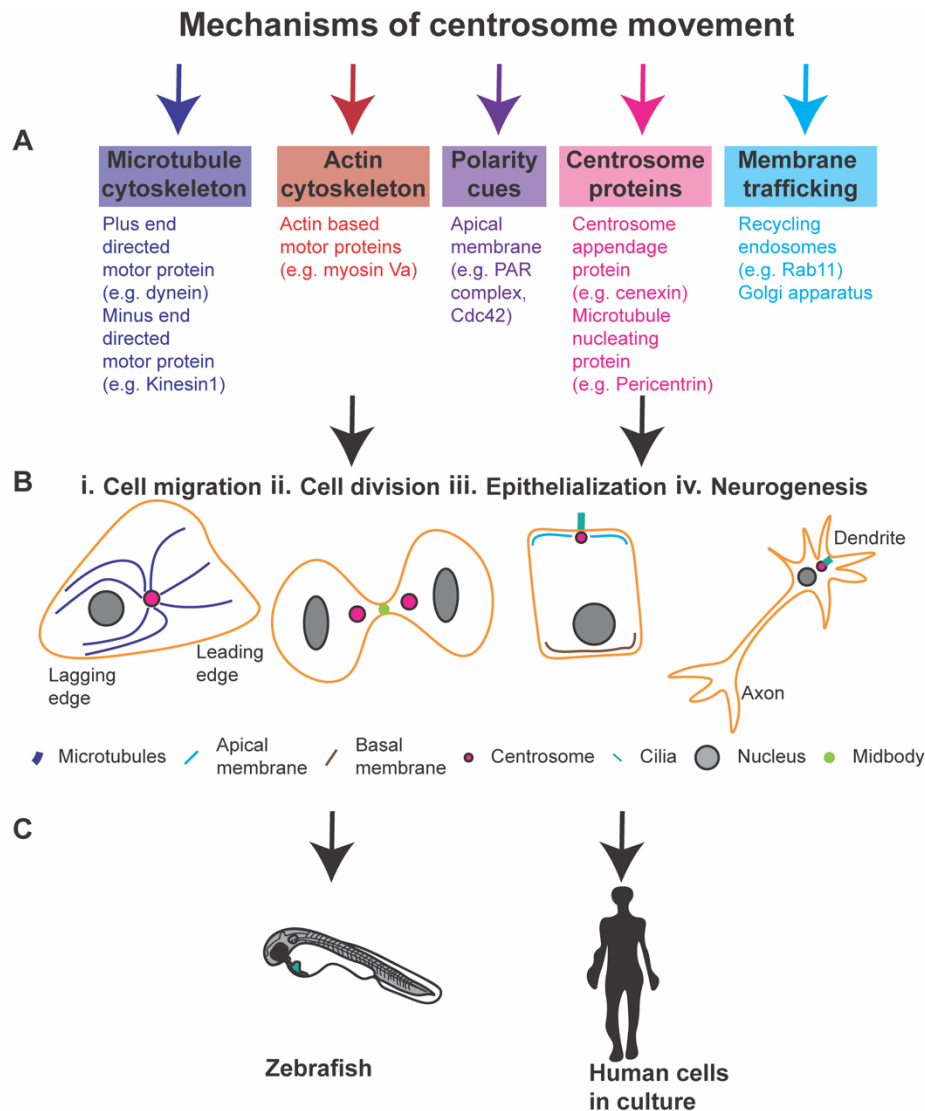 Mechanisms of centrosome movement
A
Microtubule
cytoskeleton
Plus end
directed
motor protein
(e.g. dynein)
Minus end
directed
motor protein
(e.g. Kinesin1)
Actin
cytoskeleton
Actin based
motor proteins
(e.g. myosin Va)
Polarity
cues
Apical
membrane
(e.g. PAR
complex,
Cdc42)
Centrosome
proteins
Centrosome
appendage
protein
(e.g. cenexin)
Microtubule
nucleating
protein
(e.g. Pericentrin)
Membrane
trafficking
Recycling
endosomes
(e.g. Rab11)
Golgi apparatus
B
i. Cell migration
ii. Cell division
iii. Epithelialization
iv. Neurogenesis
Lagging
edge
Leading
edge
Dendrite
Axon
Microtubules
Apical
membrane
Basal
membrane
Centrosome
Cilia
Nucleus
Midbody
C
Zebrafish
Human cells
in culture